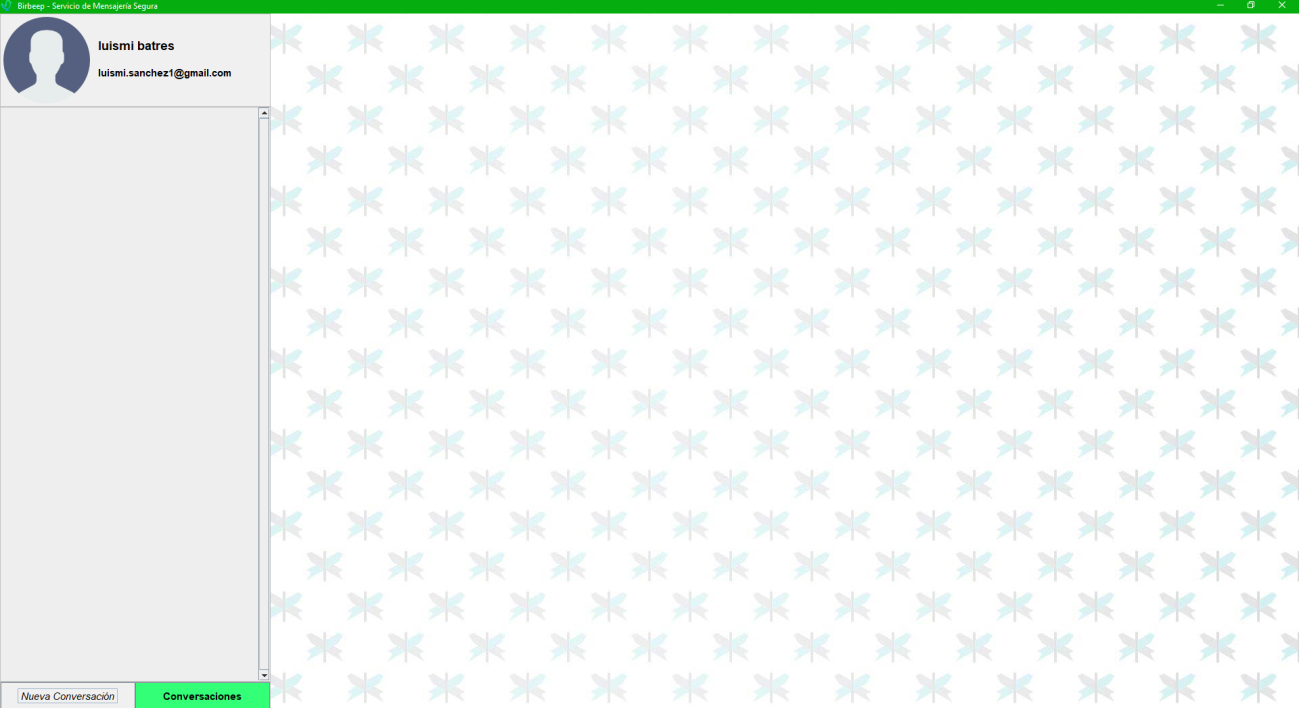 Birbeep - Servicio de Mensajería Segura
luismi batres
luismi.sanchez1@gmail.com
Nueva Conversación
Conversaciones